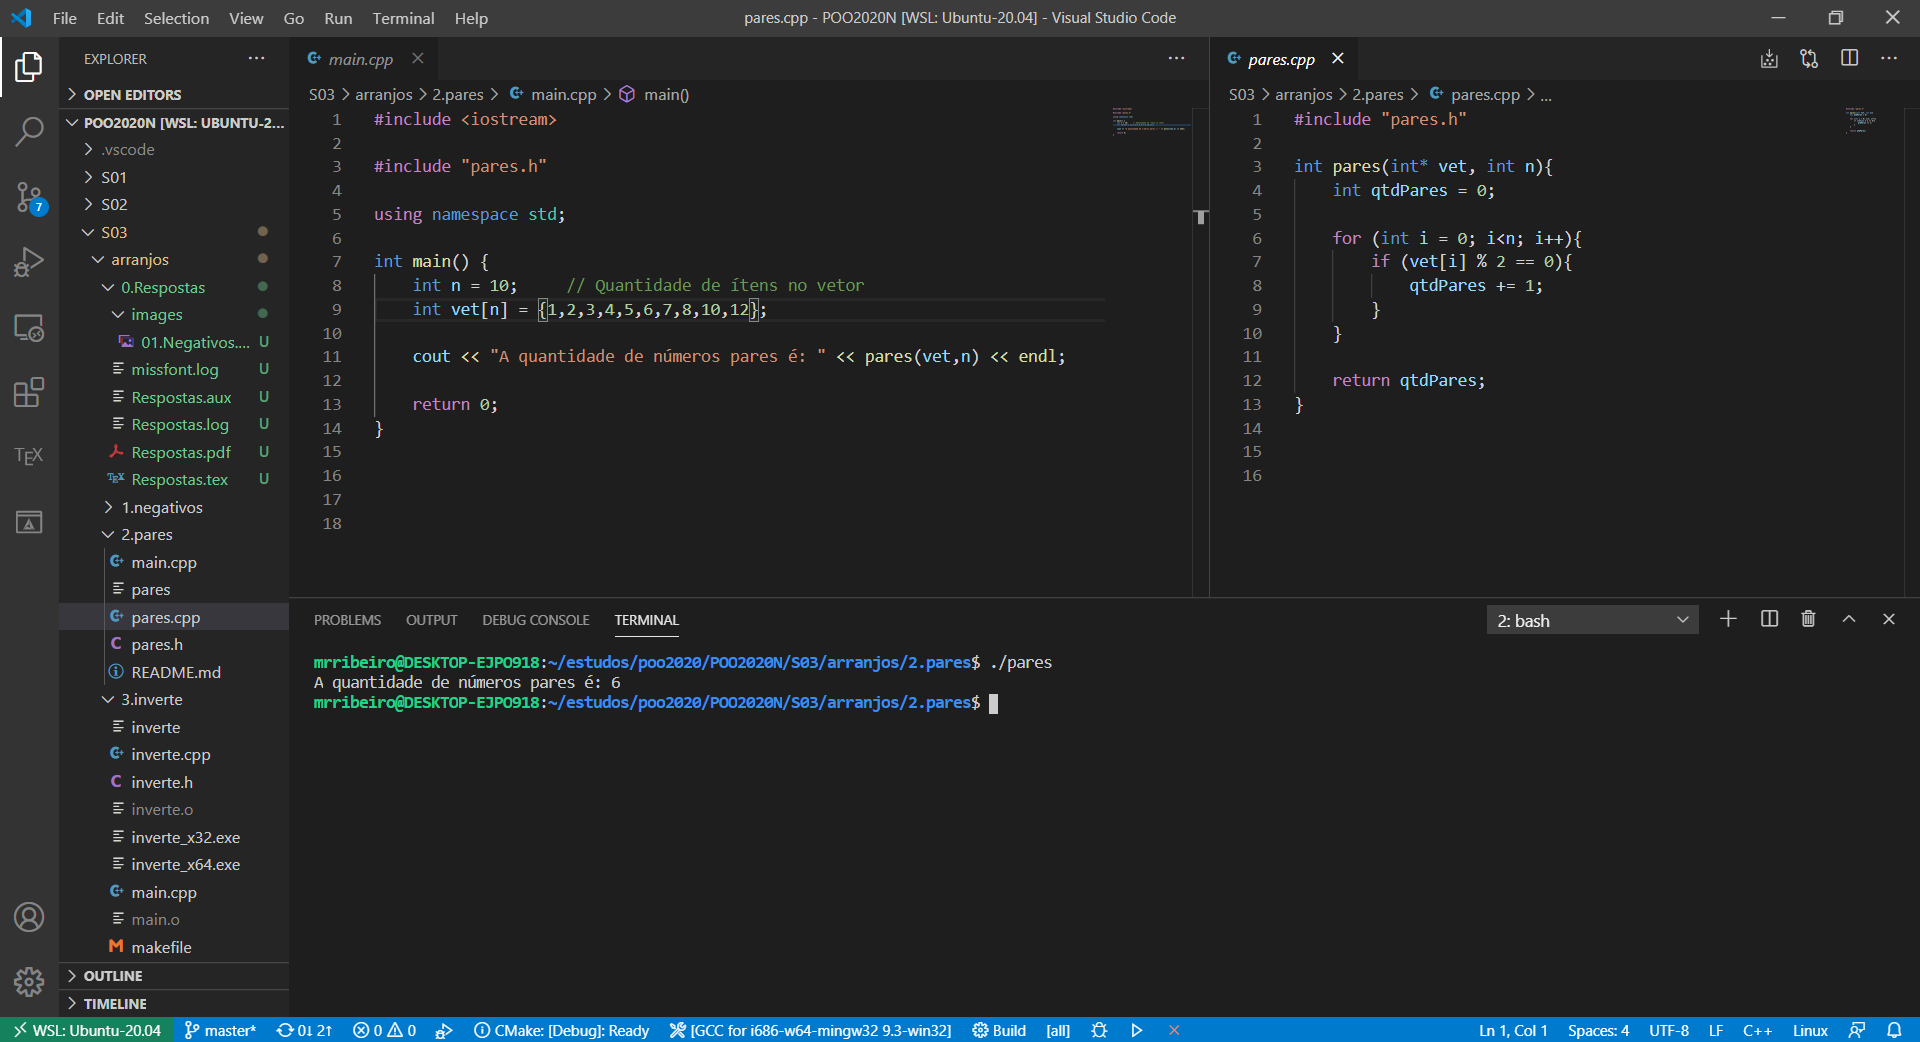 File Edit Selection View Go Run Terminal Help
pares.cpp - POO2020N [WSL: Ubuntu-20.04] - Visual Studio Code
EXPLORER
OPEN EDITORS
POO2020N [WSL: UBUNTU-2...
.vscode
S01
S02
S03
arranjos
0.Respostas
images
01.Negativos.... U
missfont.log U
Respostas.aux U
Respostas.log U
Respostas.pdf U
TEX Respostas.tex U
1.negativos
2.pares
main.cpp
pares
pares.cpp
C pares.h
README.md
3.inverte
inverte
inverte.cpp
C inverte.h
inverte.o
inverte_x32.exe
inverte_x64.exe
main.cpp
main.o
M makefile
OUTLINE
TIMELINE
7
TEX
main.cpp
S03 > arranjos > 2.pares > main.cpp > main()
1 #include <iostream>
2
3 #include "pares.h"
4
5 using namespace std;
6
7 int main() {
8 int n = 10; // Quantidade de ítens no vetor
9 int vet[n] = {1,2,3,4,5,6,7,8,10,12};
10
11 cout << "A quantidade de números pares é: " << pares(vet,n) << endl;
12
13 return 0;
14 }
15
16
17
18
pares.cpp
S03 > arranjos > 2.pares > pares.cpp > ...
1 #include "pares.h"
2
3 int pares(int* vet, int n){
4 int qtdPares = 0;
5
6 for (int i = 0; i<n; i++){
7 if (vet[i] % 2 == 0){
8 qtdPares += 1;
9 }
10 }
11
12 return qtdPares;
13 }
14
15
16
PROBLEMS OUTPUT DEBUG CONSOLE TERMINAL
2: bash
mrribeiro@DESKTOP-EJPO918:~/estudos/poo2020/POO2020N/S03/arranjos/2.pares$ ./pares
A quantidade de números pares é: 6
mrribeiro@DESKTOP-EJPO918:~/estudos/poo2020/POO2020N/S03/arranjos/2.pares$
WSL: Ubuntu-20.04 master* 0↓ 2↑ 0 0 CMake: [Debug]: Ready [GCC for i686-w64-mingw32 9.3-win32] Build [all] Ln 1, Col 1 Spaces: 4 UTF-8 LF C++ Linux